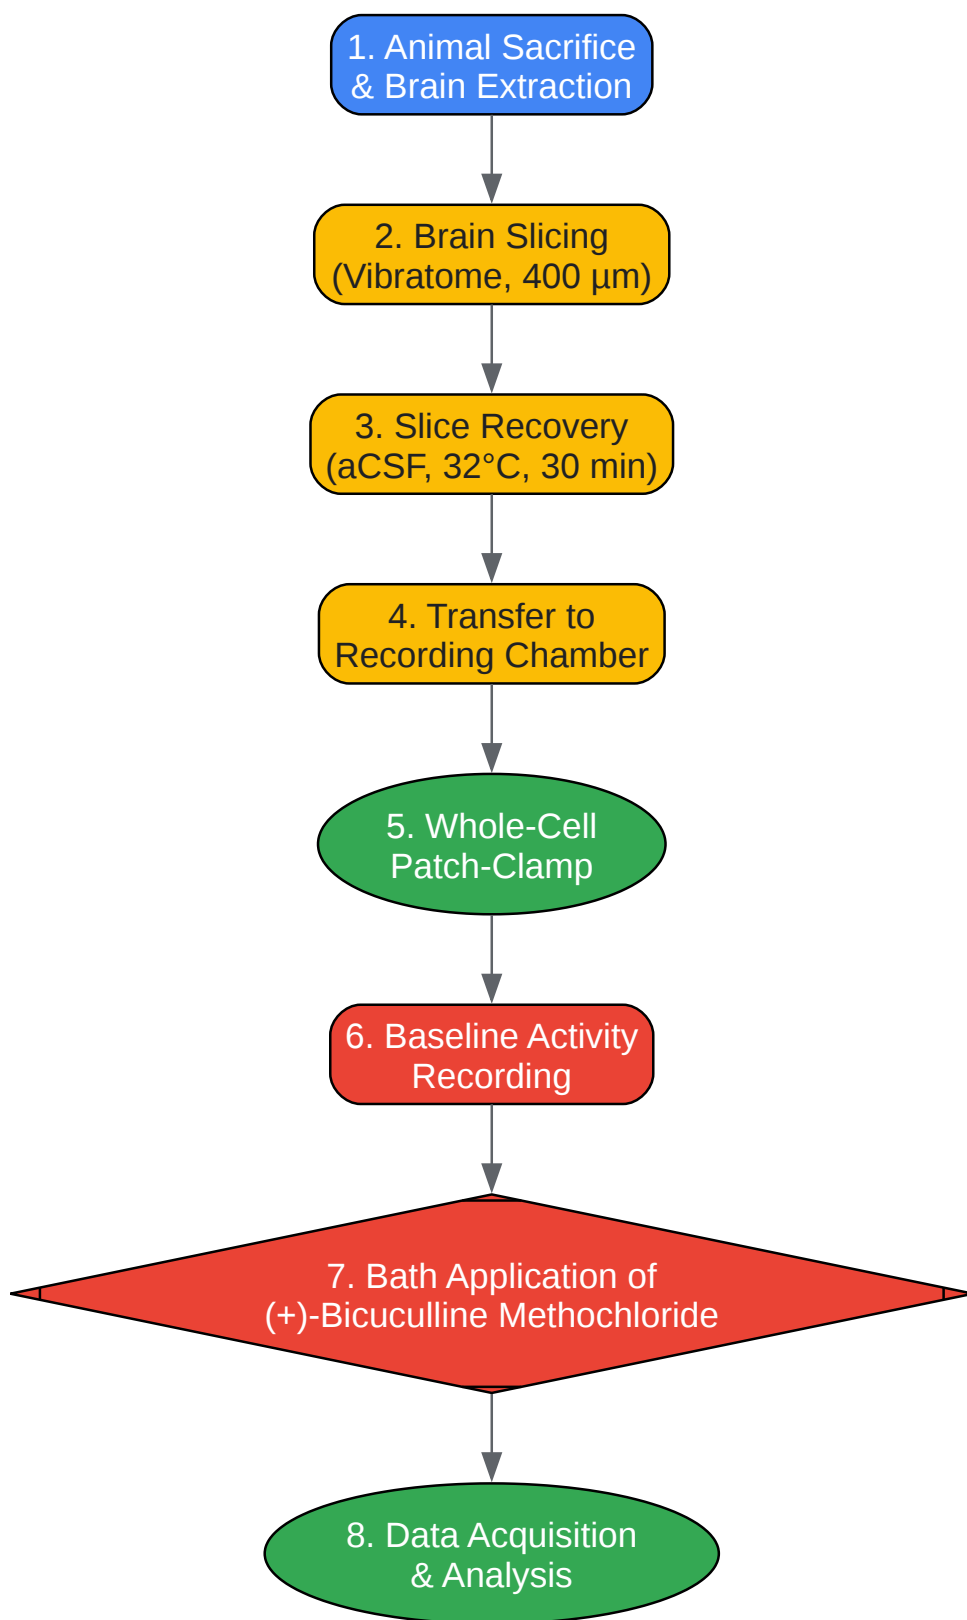 1. Animal Sacrifice
& Brain Extraction
2. Brain Slicing
(Vibratome, 400 µm)
3. Slice Recovery
(aCSF, 32°C, 30 min)
4. Transfer to
Recording Chamber
5. Whole-Cell
Patch-Clamp
6. Baseline Activity
Recording
7. Bath Application of
(+)-Bicuculline Methochloride
8. Data Acquisition
& Analysis